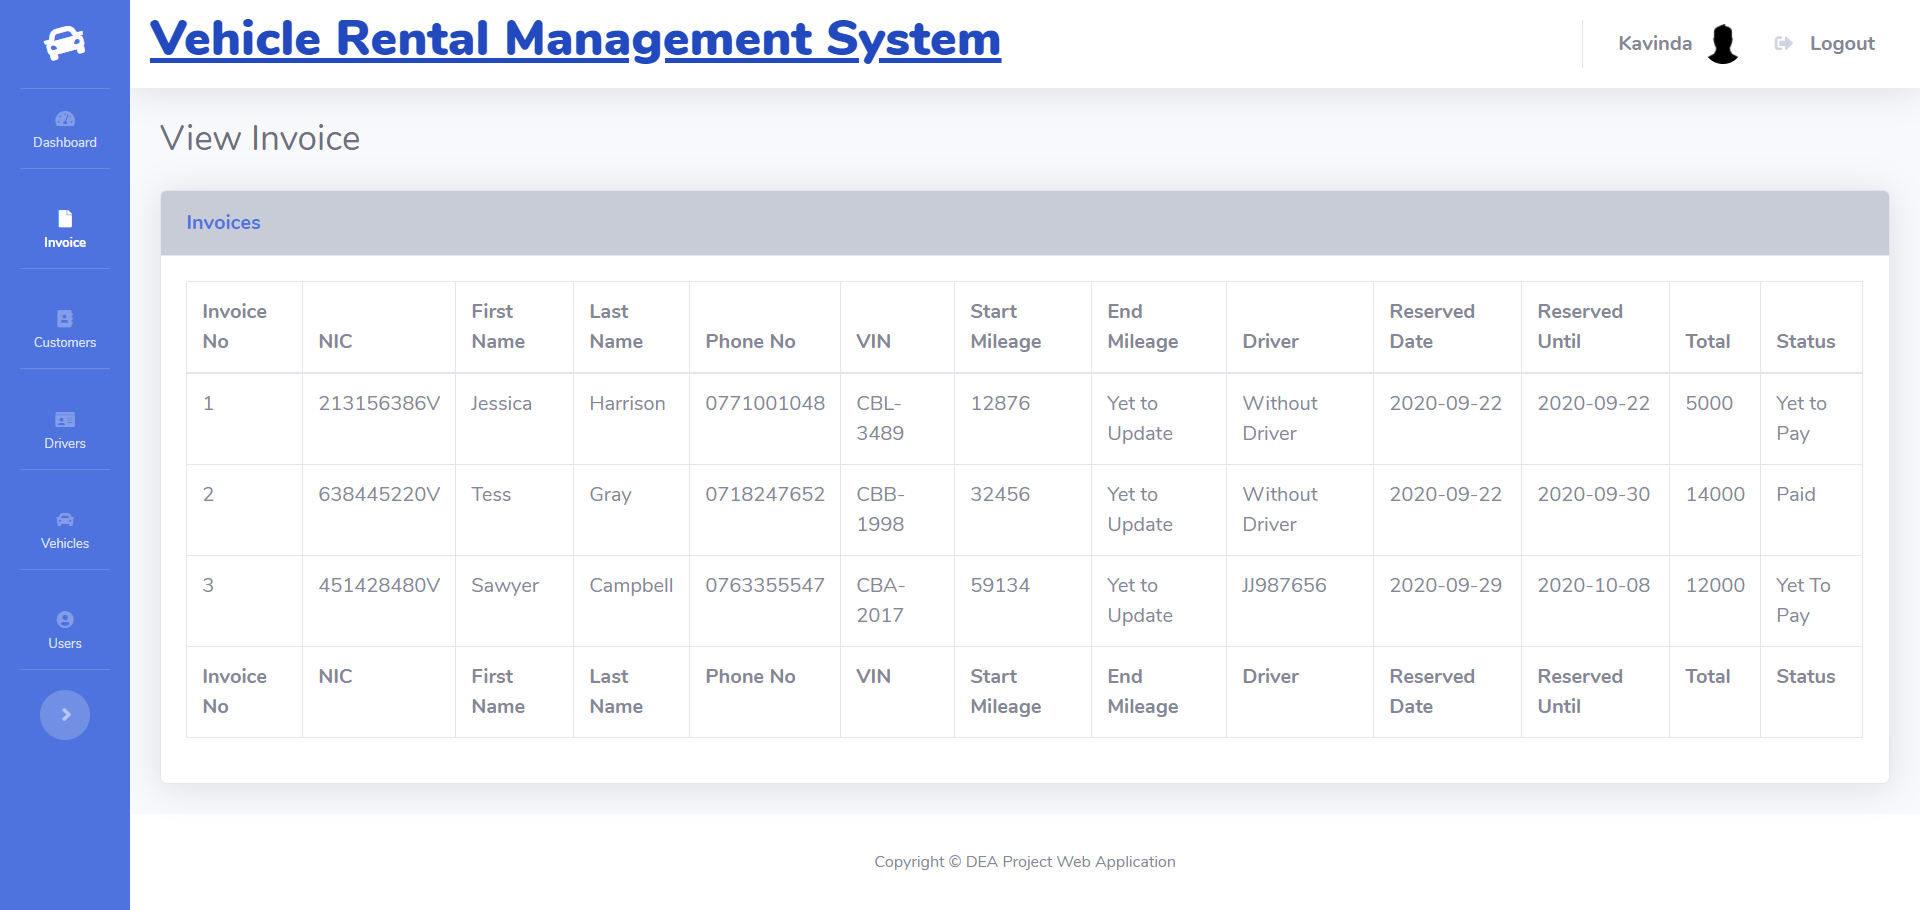 Vehicle Rental Management System
Kavinda
Logout
Dashboard
Invoice
Customers
Drivers
Vehicles
Users
View Invoice
Invoices
Invoice No NIC First Name Last Name Phone No VIN Start Mileage End Mileage Driver Reserved Date Reserved Until Total Status
1 213156386V Jessica Harrison 0771001048 CBL-3489 12876 Yet to Update Without Driver 2020-09-22 2020-09-22 5000 Yet to Pay
2 638445220V Tess Gray 0718247652 CBB-1998 32456 Yet to Update Without Driver 2020-09-22 2020-09-30 14000 Paid
3 451428480V Sawyer Campbell 0763355547 CBA-2017 59134 Yet to Update JJ987656 2020-09-29 2020-10-08 12000 Yet To Pay
Invoice No NIC First Name Last Name Phone No VIN Start Mileage End Mileage Driver Reserved Date Reserved Until Total Status
Copyright © DEA Project Web Application